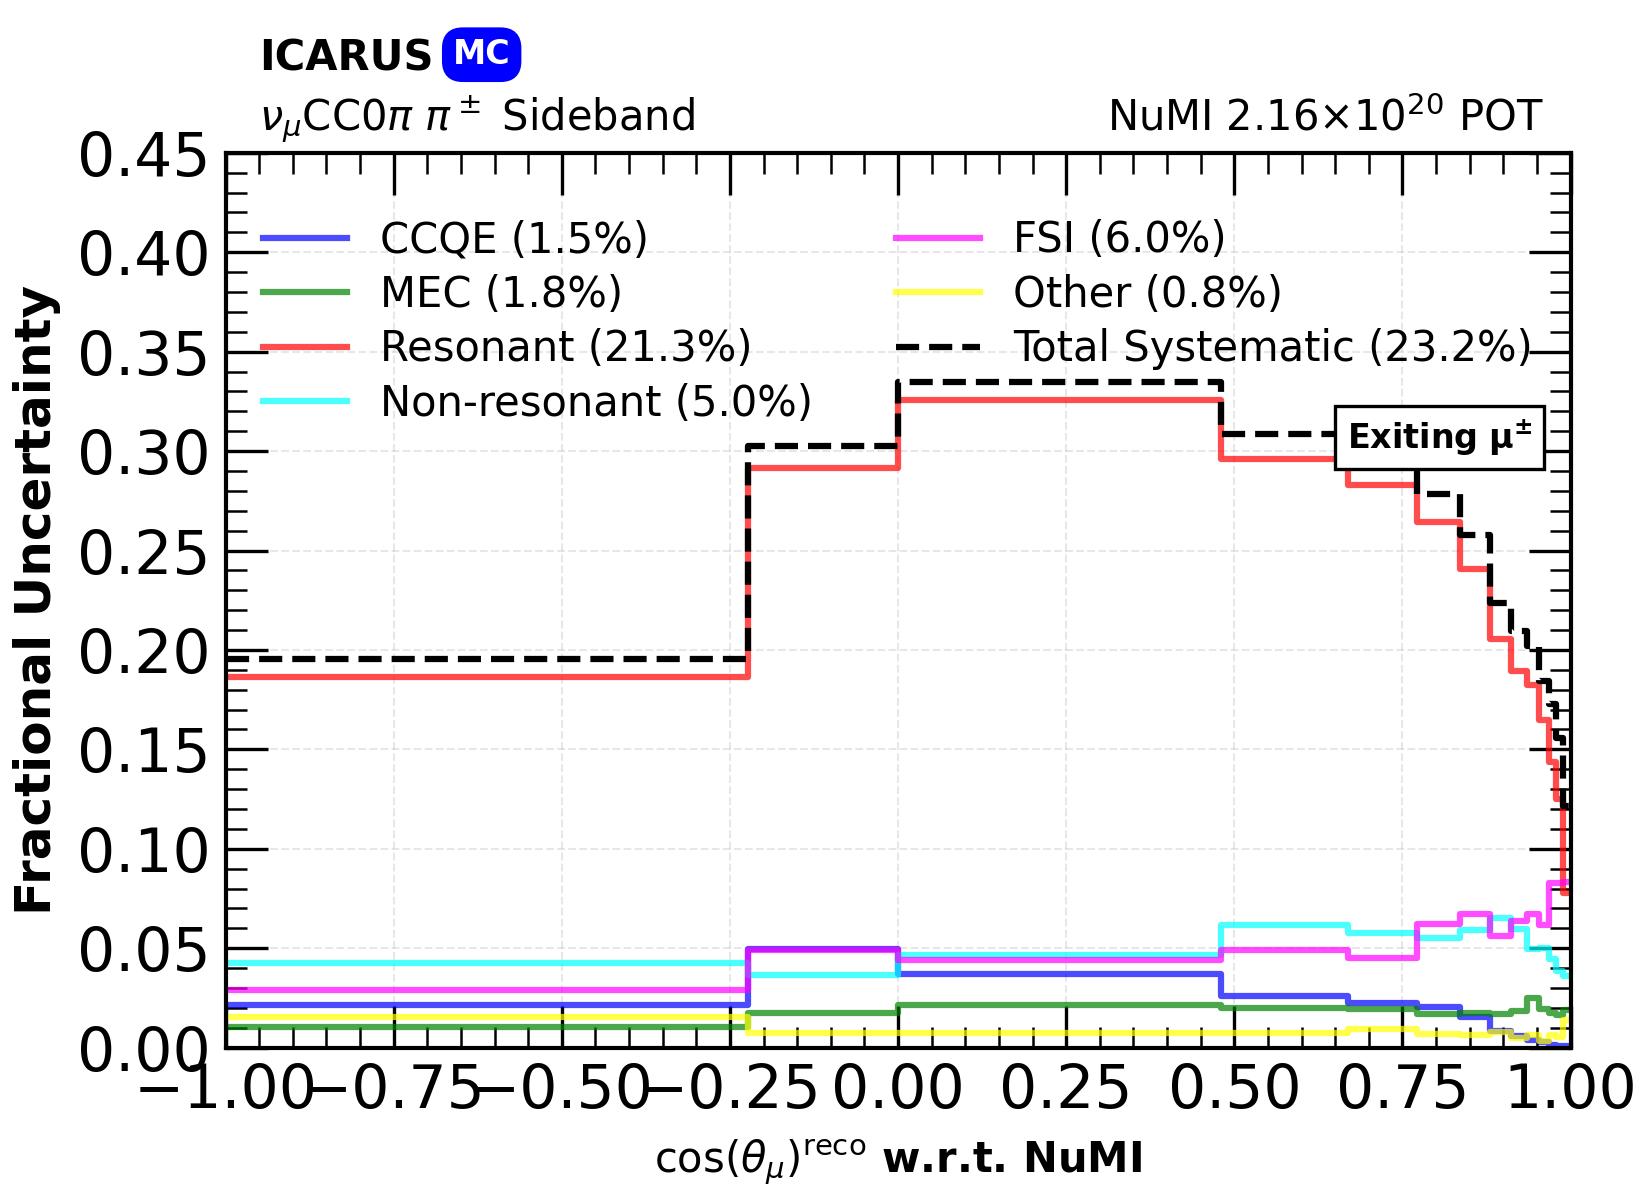 ICARUS MC
νμCC0π π± Sideband
NuMI 2.16×10²⁰ POT
0.45
0.40
0.35
0.30
0.25
0.20
0.15
0.10
0.05
0.00
Fractional Uncertainty
CCQE (1.5%)
MEC (1.8%)
Resonant (21.3%)
Non-resonant (5.0%)
FSI (6.0%)
Other (0.8%)
Total Systematic (23.2%)
Exiting μ±
−1.00 −0.75 −0.50 −0.25 0.00 0.25 0.50 0.75 1.00
cos(θμ)reco w.r.t. NuMI